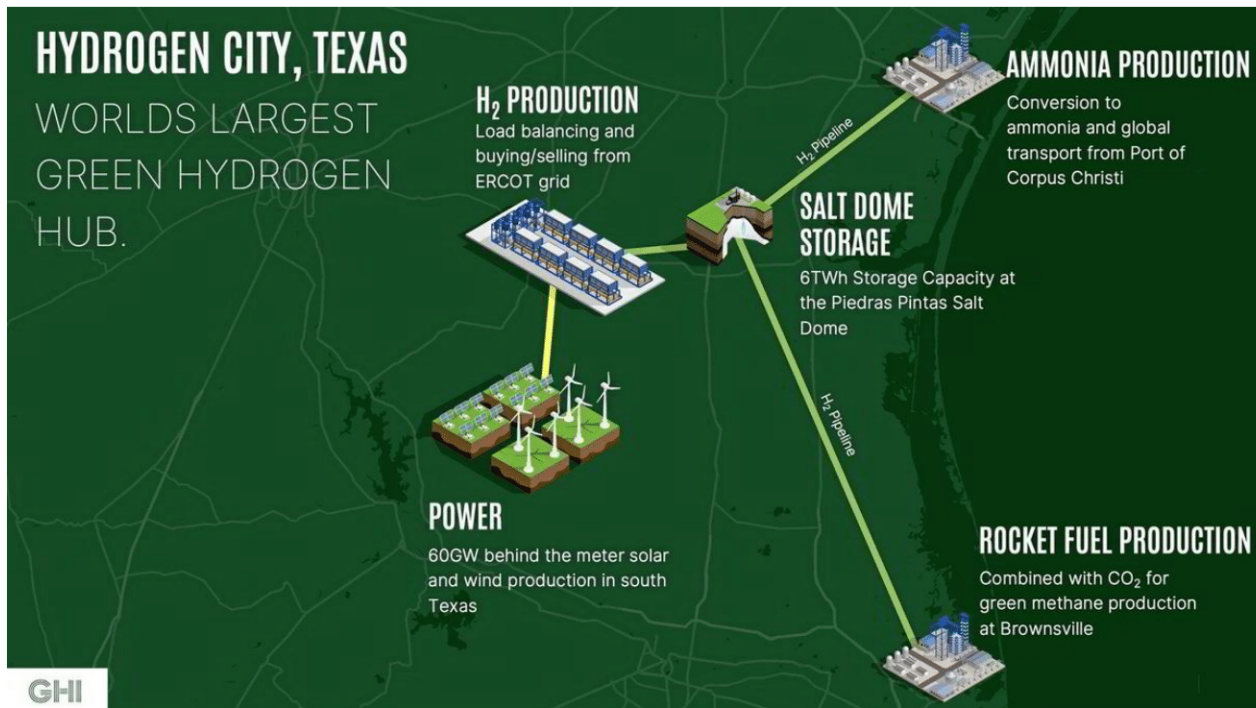 HYDROGEN CITY, TEXAS
WORLDS LARGEST
GREEN HYDROGEN
HUB.
H₂ PRODUCTION
Load balancing and
buying/selling from
ERCOT grid
H₂ Pipeline
AMMONIA PRODUCTION
Conversion to
ammonia and global
transport from Port of
Corpus Christi
SALT DOME
STORAGE
6TWh Storage Capacity at
the Piedras Pintas Salt
Dome
H₂ Pipeline
POWER
60GW behind the meter solar
and wind production in south
Texas
ROCKET FUEL PRODUCTION
Combined with CO₂ for
green methane production
at Brownsville
GHI